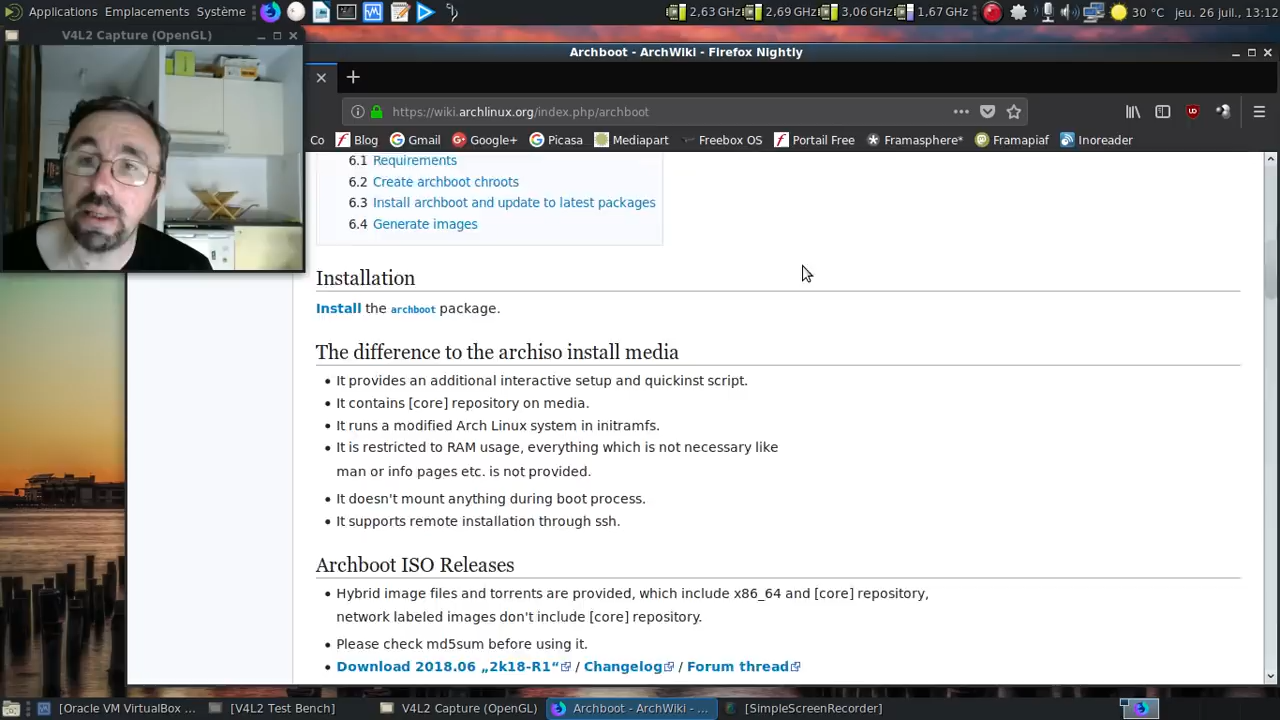 Applications Emplacements Système
2,63 GHz 2,69 GHz 3,06 GHz 1,67 GHz 30 °C jeu. 26 juil., 13:12
V4L2 Capture (OpenGL)
Archboot - ArchWiki - Firefox Nightly
https://wiki.archlinux.org/index.php/archboot
Co Blog Gmail Google+ Picasa Mediapart Freebox OS Portail Free Framasphere* Framapiaf Inoreader
6.1 Requirements
6.2 Create archboot chroots
6.3 Install archboot and update to latest packages
6.4 Generate images
Installation
Install the archboot package.
The difference to the archiso install media
• It provides an additional interactive setup and quickinst script.
• It contains [core] repository on media.
• It runs a modified Arch Linux system in initramfs.
• It is restricted to RAM usage, everything which is not necessary like
man or info pages etc. is not provided.
• It doesn't mount anything during boot process.
• It supports remote installation through ssh.
Archboot ISO Releases
• Hybrid image files and torrents are provided, which include x86_64 and [core] repository,
network labeled images don't include [core] repository.
• Please check md5sum before using it.
• Download 2018.06 „2k18-R1“ / Changelog / Forum thread
[Oracle VM VirtualBox ... [V4L2 Test Bench] V4L2 Capture (OpenGL) Archboot - ArchWiki - ... [SimpleScreenRecorder]